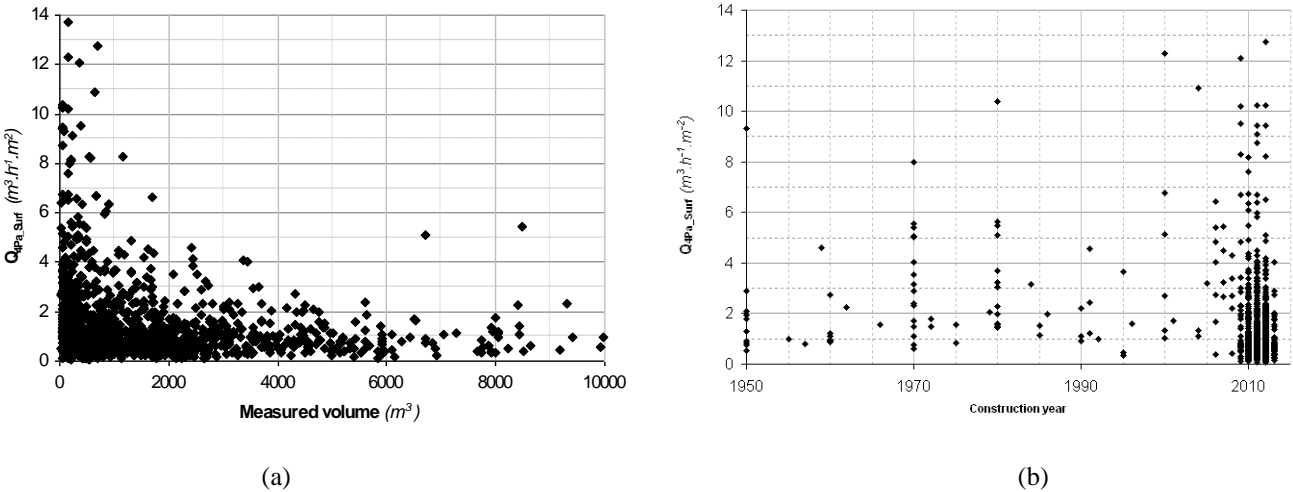 14
12
10
8
6
4
2
0
Q4Pa_Surf (m³.h¹.m²)
0 2000 4000 6000 8000 10000
Measured volume (m³)
(a)
14
12
10
8
6
4
2
0
Q4Pa_Surf (m³.h⁻¹.m⁻²)
1950 1970 1990 2010
Construction year
(b)